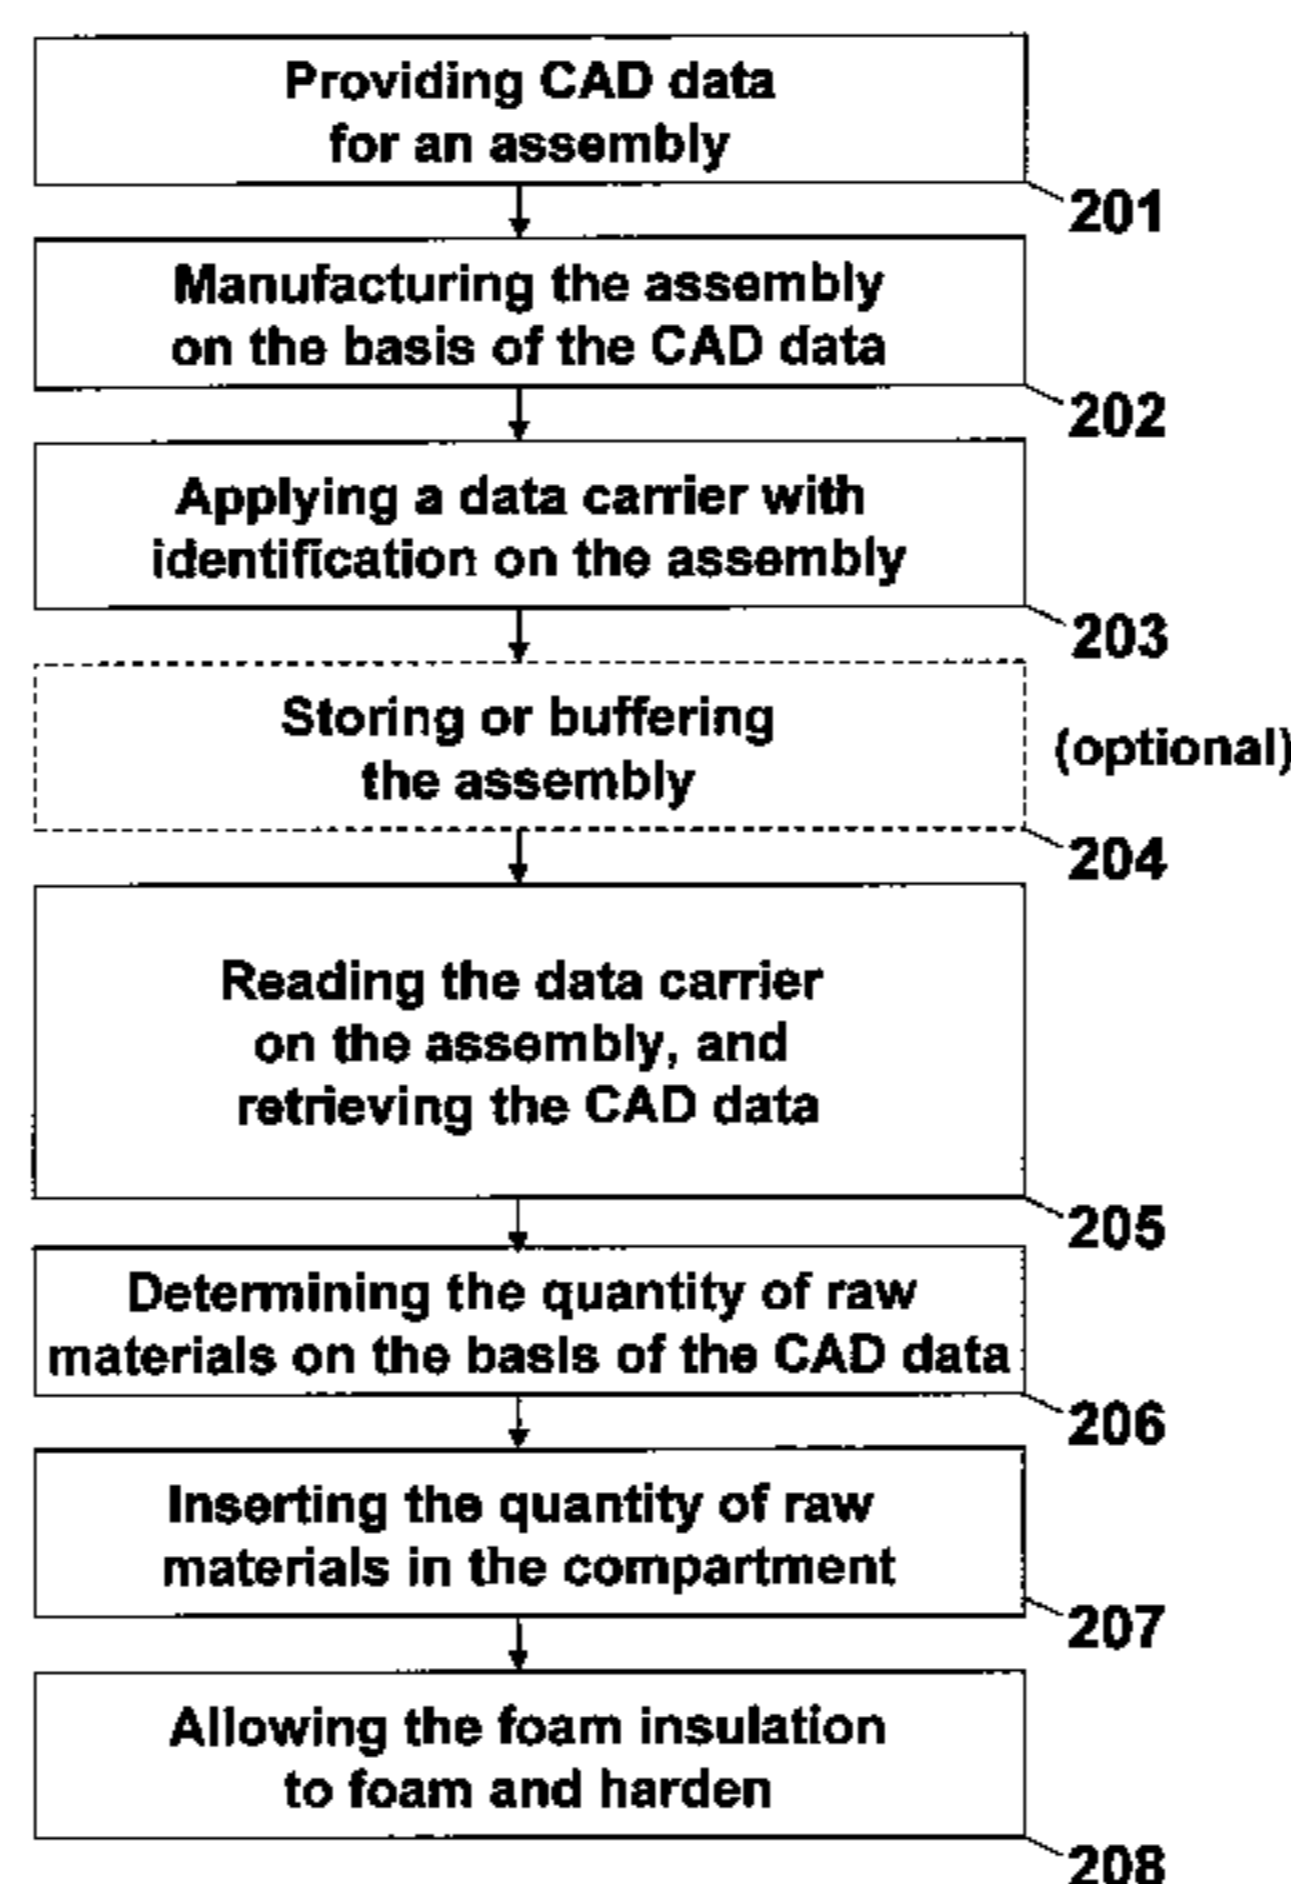 Providing CAD data
for an assembly
201
Manufacturing the assembly
on the basis of the CAD data
202
Applying a data carrier with
identification on the assembly
203
Storing or buffering
the assembly
(optional)
204
Reading the data carrier
on the assembly, and
retrieving the CAD data
205
Determining the quantity of raw
materials on the basis of the CAD data
206
Inserting the quantity of raw
materials in the compartment
207
Allowing the foam insulation
to foam and harden
208